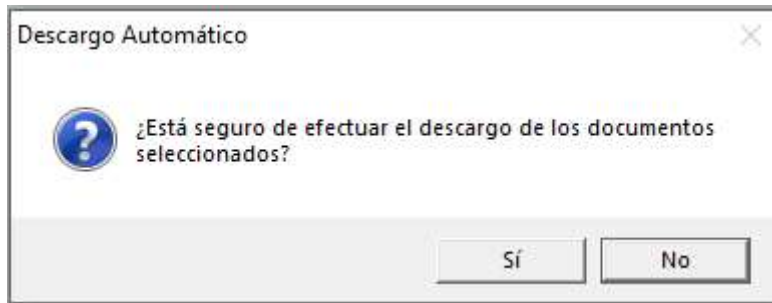 Descargo Automático
¿Está seguro de efectuar el descargo de los documentos
seleccionados?
Sí
No